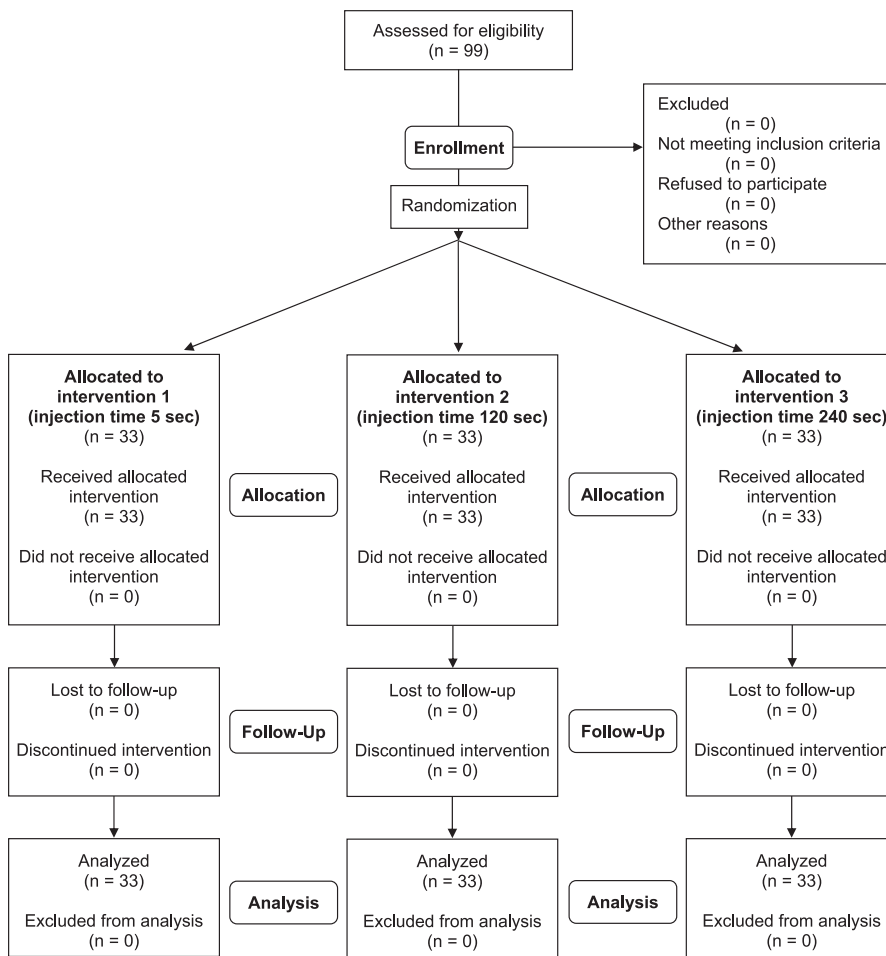 Assessed for eligibility
(n = 99)
Enrollment
Excluded
(n = 0)
Not meeting inclusion criteria
(n = 0)
Refused to participate
(n = 0)
Other reasons
(n = 0)
Randomization
Allocated to
intervention 1
(injection time 5 sec)
(n = 33)
Received allocated
intervention
(n = 33)
Did not receive allocated
intervention
(n = 0)
Allocation
Allocated to
intervention 2
(injection time 120 sec)
(n = 33)
Received allocated
intervention
(n = 33)
Did not receive allocated
intervention
(n = 0)
Allocation
Allocated to
intervention 3
(injection time 240 sec)
(n = 33)
Received allocated
intervention
(n = 33)
Did not receive allocated
intervention
(n = 0)
Lost to follow-up
(n = 0)
Discontinued intervention
(n = 0)
Follow-Up
Lost to follow-up
(n = 0)
Discontinued intervention
(n = 0)
Follow-Up
Lost to follow-up
(n = 0)
Discontinued intervention
(n = 0)
Analyzed
(n = 33)
Excluded from analysis
(n = 0)
Analysis
Analyzed
(n = 33)
Excluded from analysis
(n = 0)
Analysis
Analyzed
(n = 33)
Excluded from analysis
(n = 0)